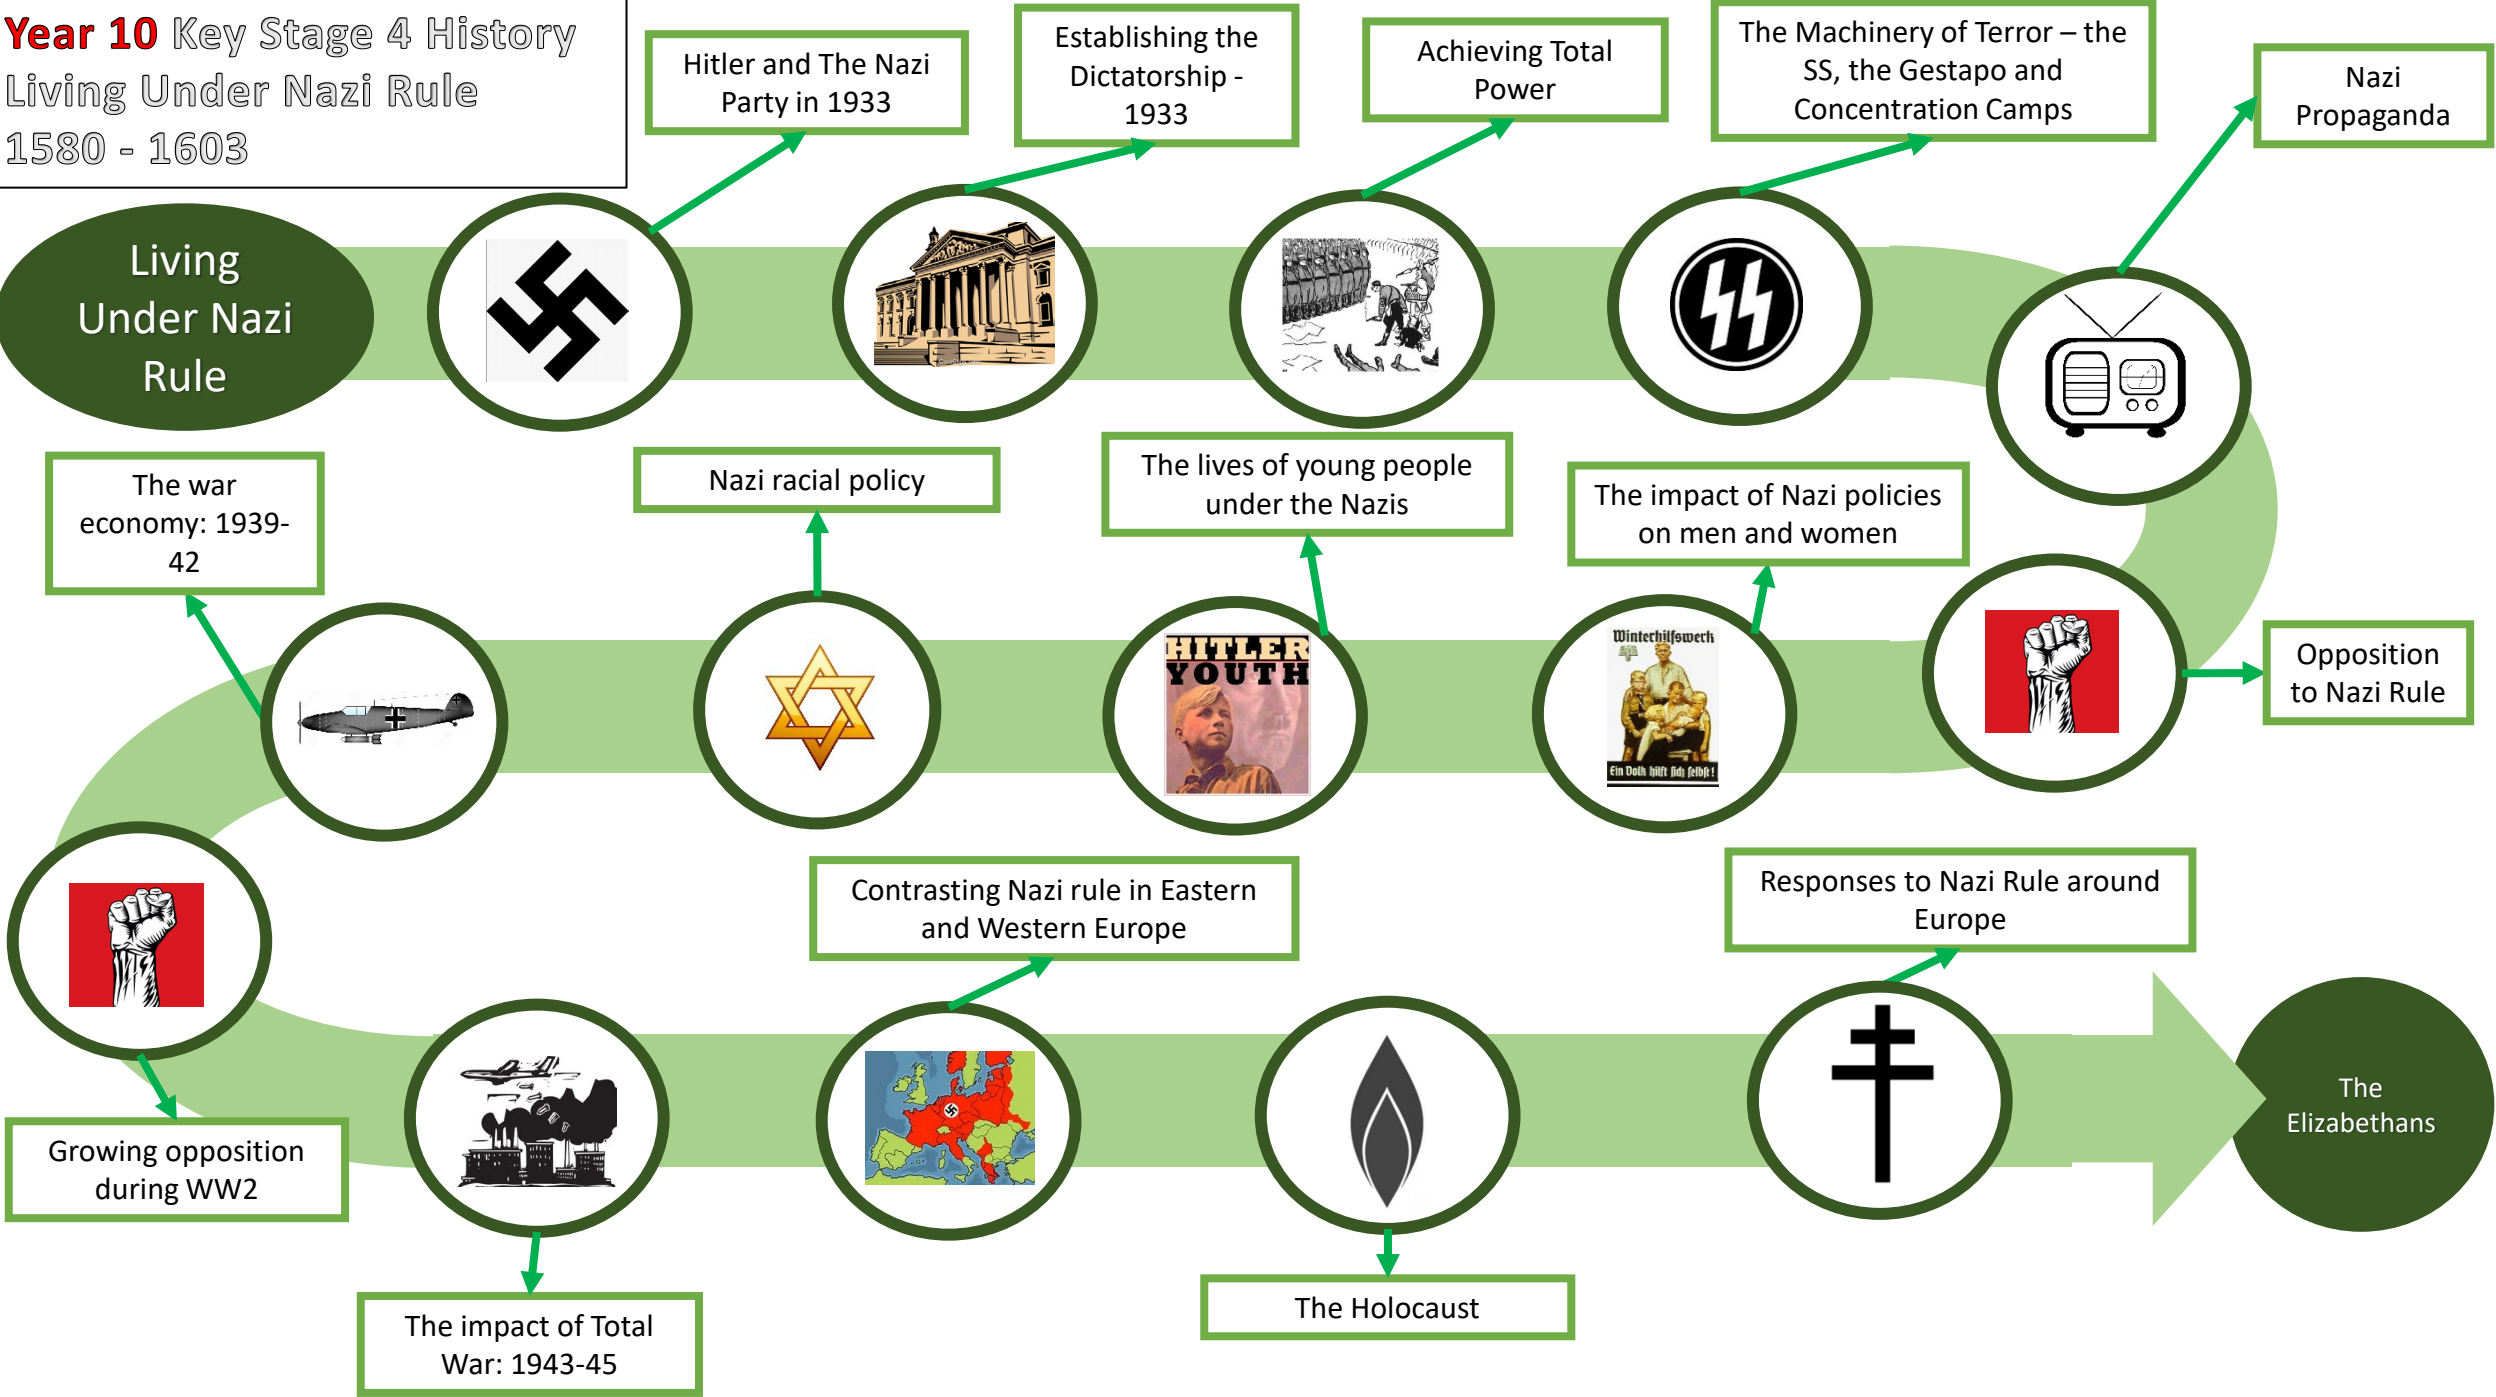 Year 10 Key Stage 4 History
Living Under Nazi Rule
1580 - 1603
Hitler and The Nazi
Party in 1933
Establishing the
Dictatorship -
1933
Achieving Total
Power
The Machinery of Terror – the
SS, the Gestapo and
Concentration Camps
Nazi
Propaganda
Living
Under Nazi
Rule
The war
economy: 1939-
42
Nazi racial policy
The lives of young people
under the Nazis
The impact of Nazi policies
on men and women
Opposition
to Nazi Rule
HITLER
YOUTH
Winterhilfswerk
Ein Volk hilft sich selbst!
Growing opposition
during WW2
The impact of Total
War: 1943-45
Contrasting Nazi rule in Eastern
and Western Europe
The Holocaust
Responses to Nazi Rule around
Europe
The
Elizabethans